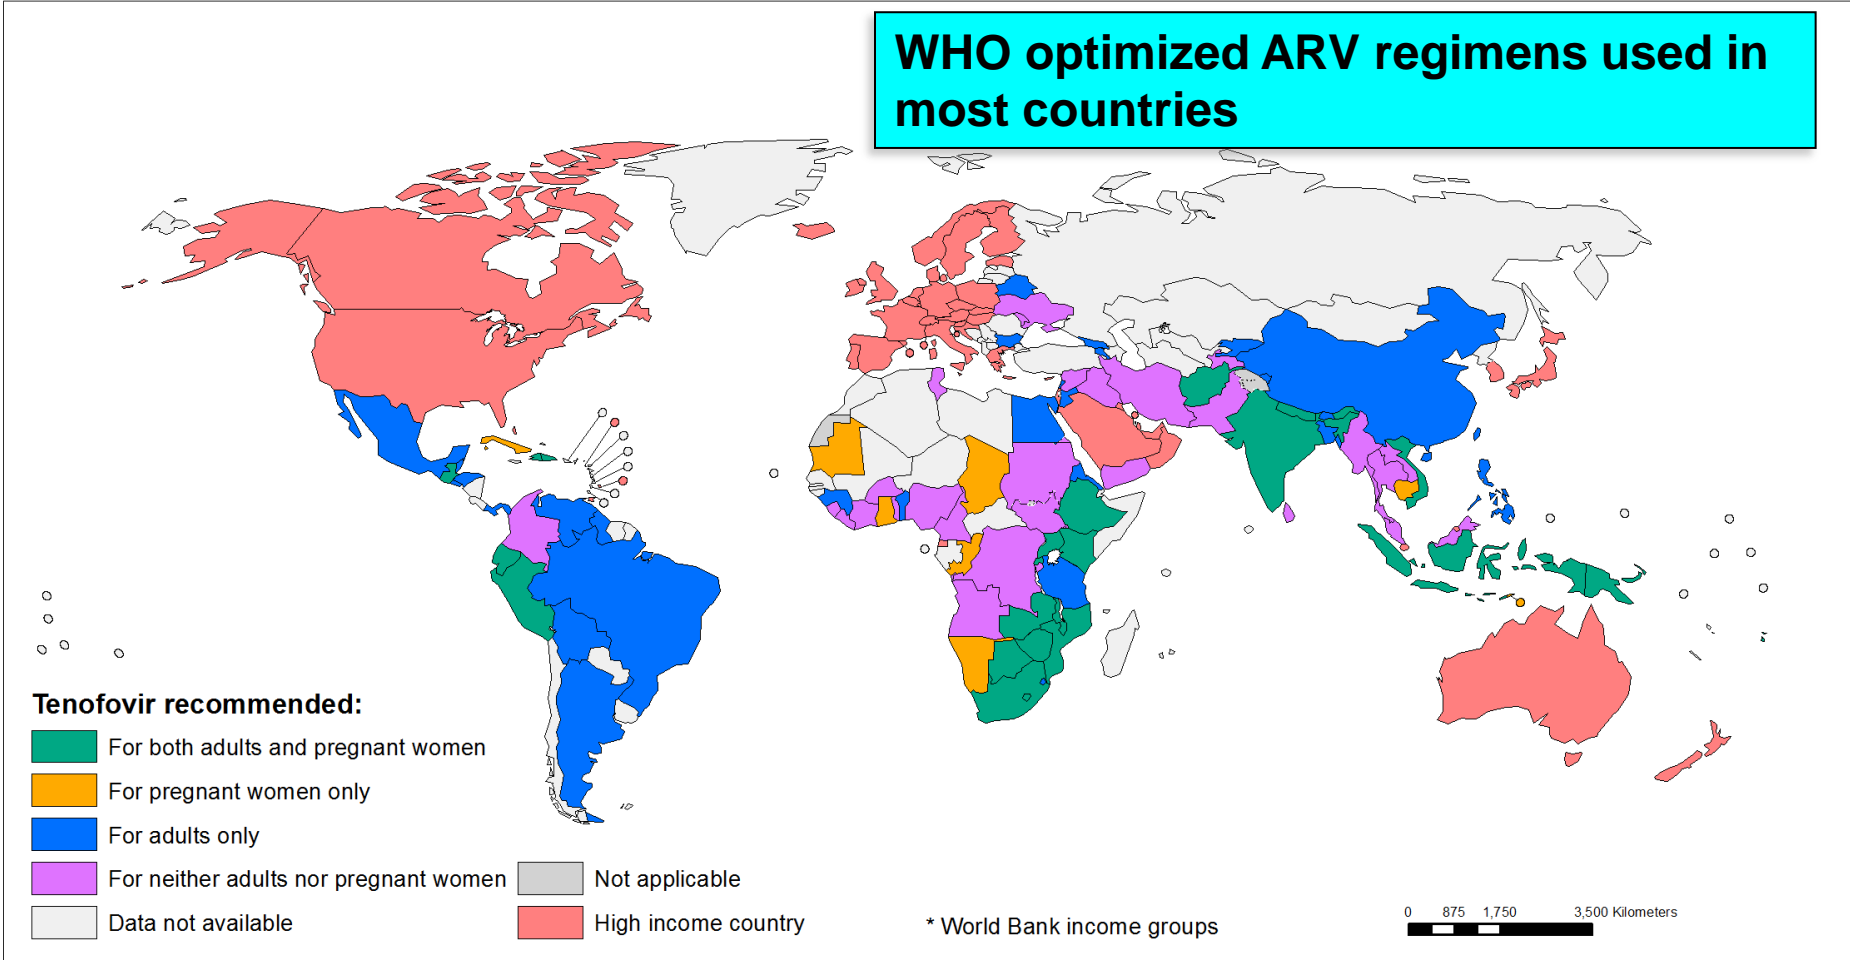 WHO optimized ARV regimens used in
most countries
Tenofovir recommended:
For both adults and pregnant women
For pregnant women only
For adults only
For neither adults nor pregnant women
Data not available
Not applicable
High income country
* World Bank income groups
0 875 1,750 3,500 Kilometers